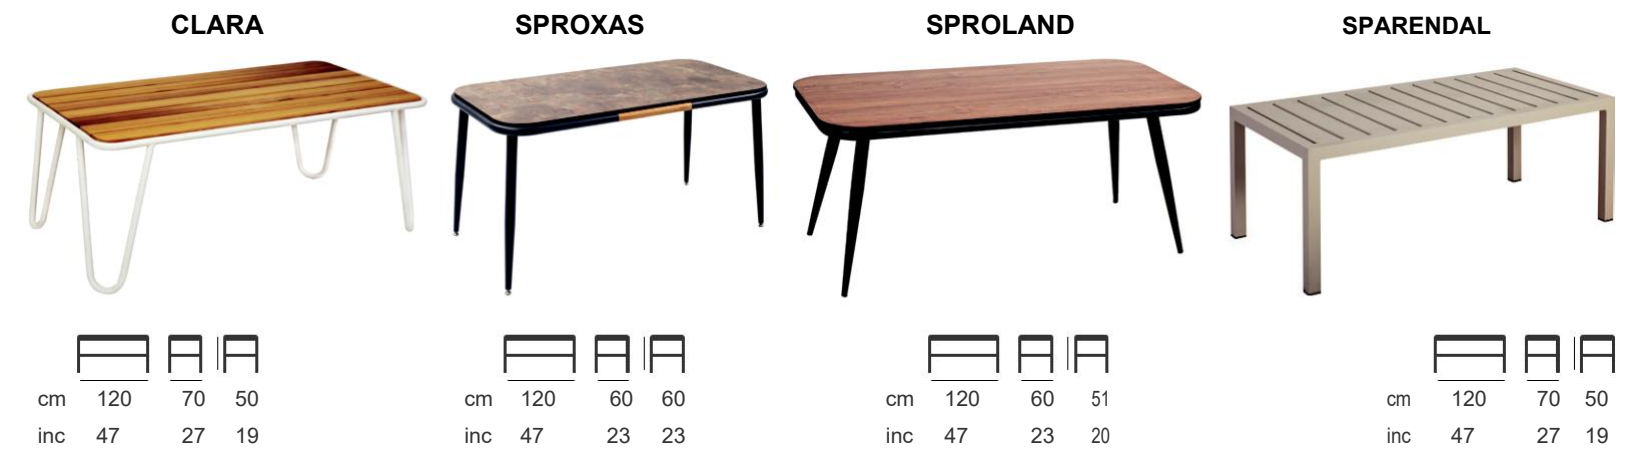 CLARA SPROXAS SPROLAND SPARENDAL
cm 120 70 50 cm 120 60 60 cm 120 60 51 cm 120 70 50
inc 47 27 19 inc 47 23 23 inc 47 23 20 inc 47 27 19